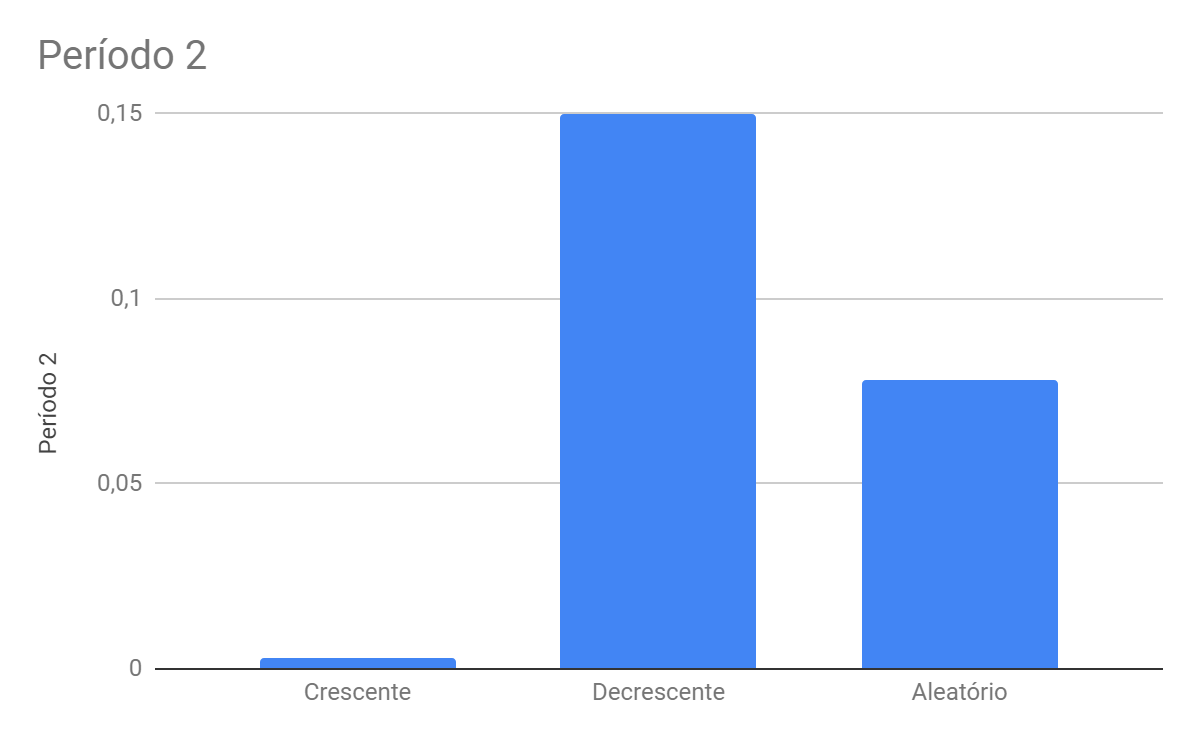 Período 2
0,15
0,1
0,05
0
Período 2
Crescente
Decrescente
Aleatório